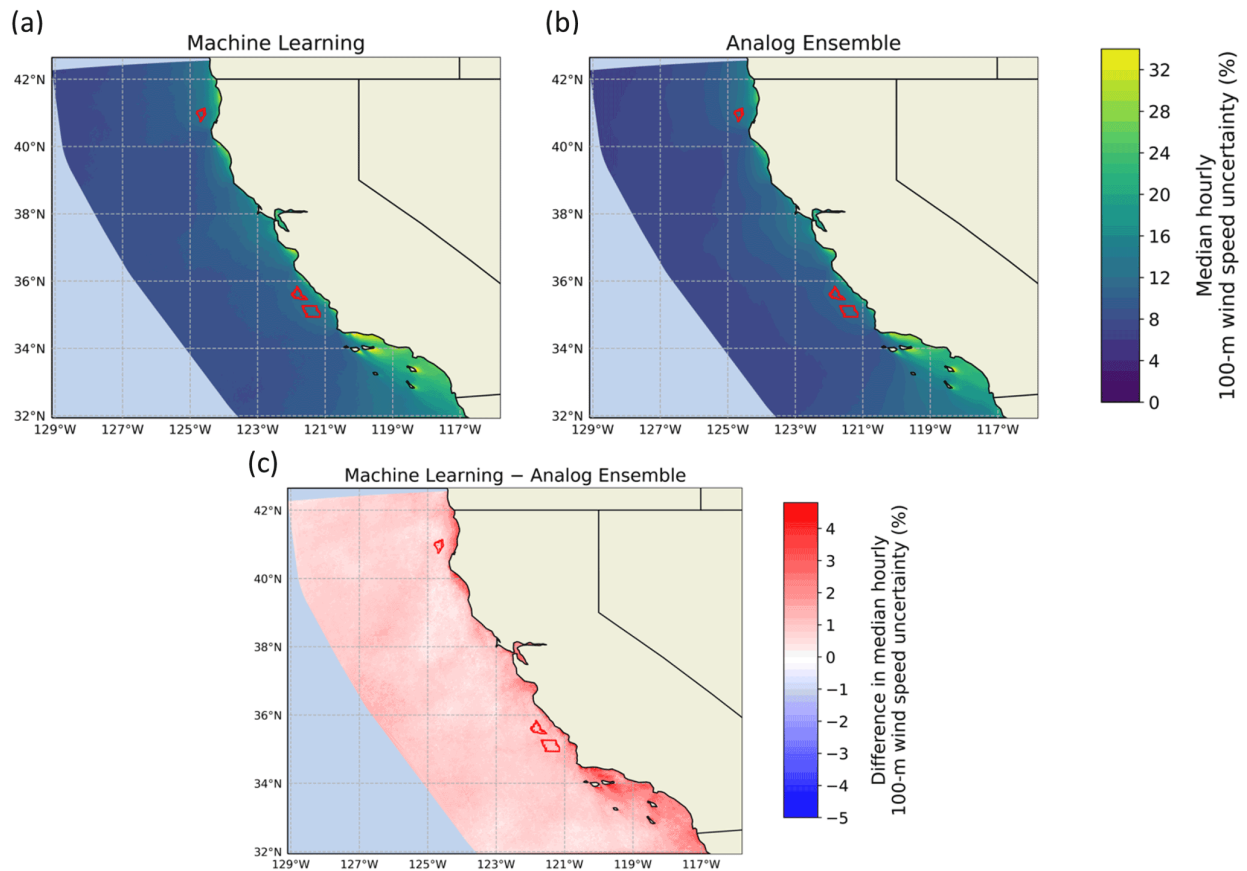 (a)
Machine Learning
42°N
40°N
38°N
36°N
34°N
32°N
129°W 127°W 125°W 123°W 121°W 119°W 117°W
(b)
Analog Ensemble
42°N
40°N
38°N
36°N
34°N
32°N
129°W 127°W 125°W 123°W 121°W 119°W 117°W
32
28
24
20
16
12
8
4
0
Median hourly
100-m wind speed uncertainty (%)
(c)
Machine Learning − Analog Ensemble
42°N
40°N
38°N
36°N
34°N
32°N
129°W 127°W 125°W 123°W 121°W 119°W 117°W
4
3
2
1
0
−1
−2
−3
−4
−5
Difference in median hourly
100-m wind speed uncertainty (%)